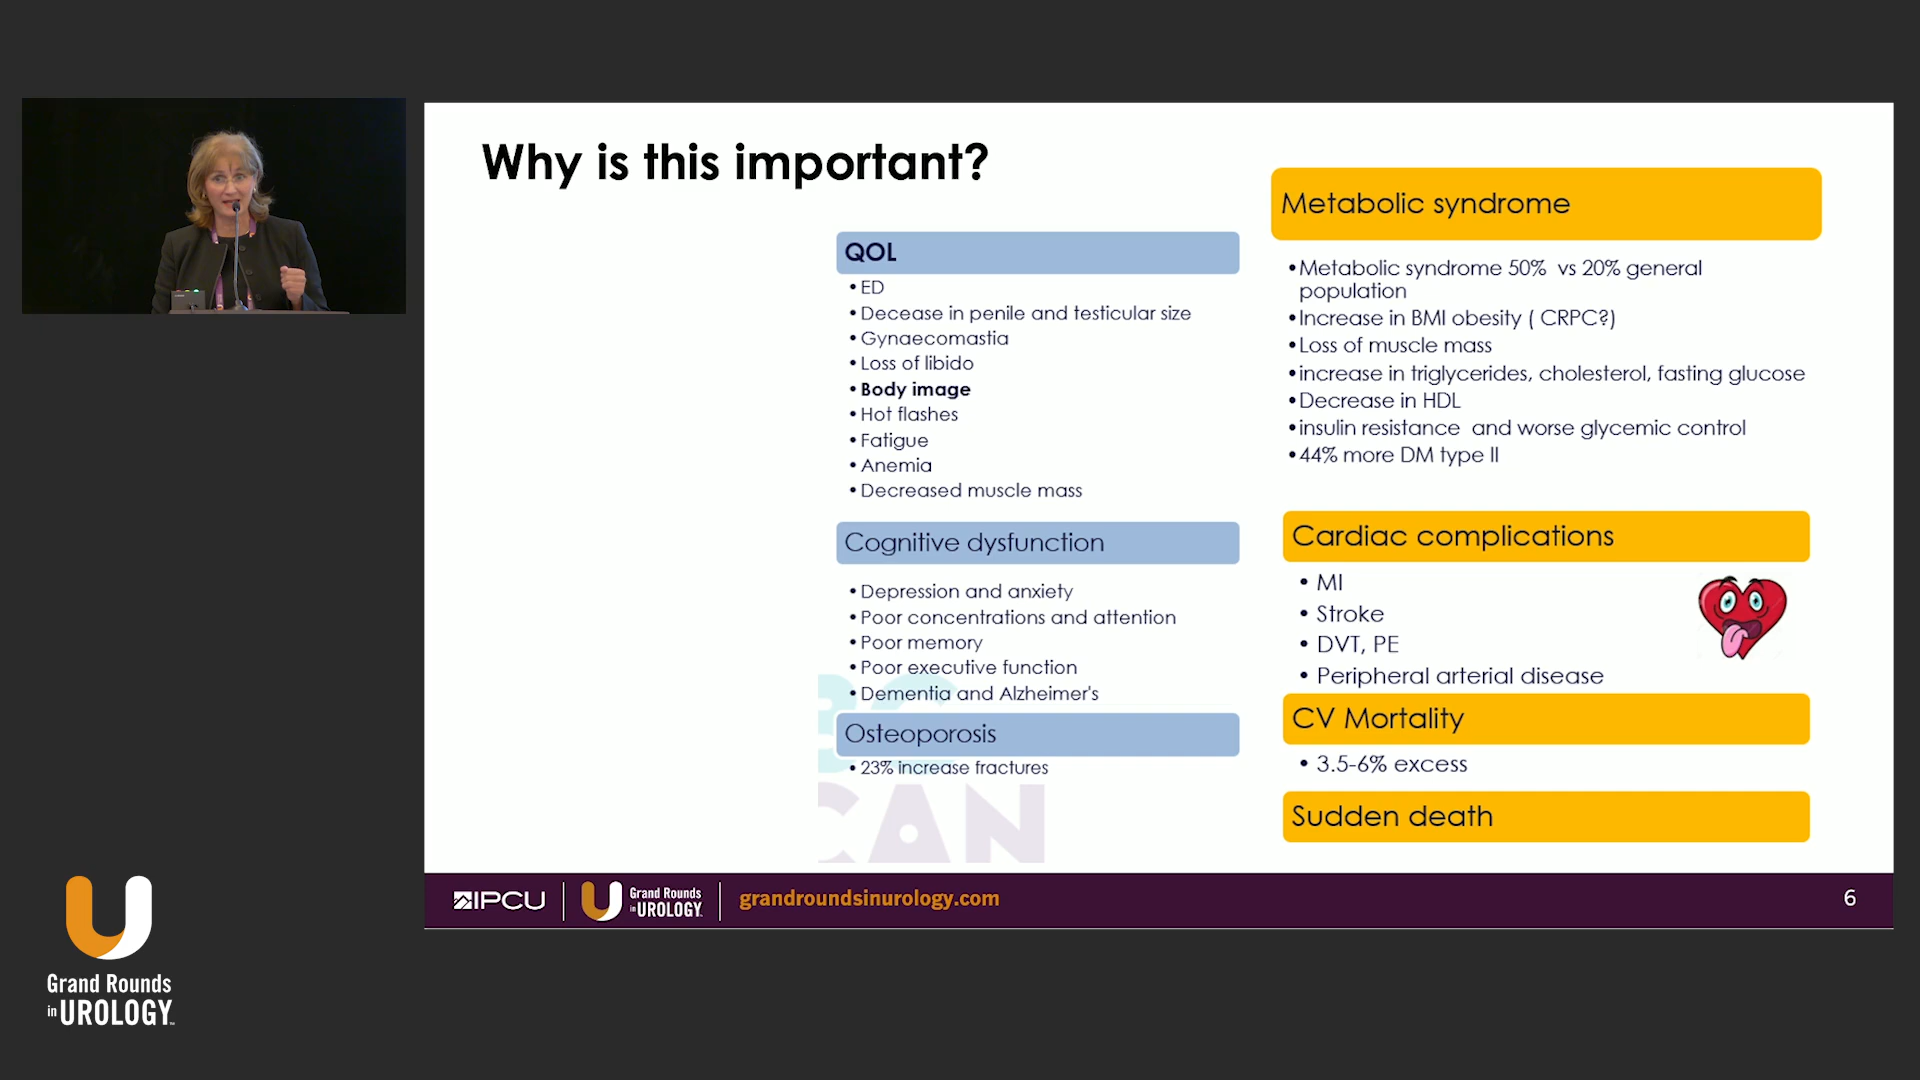 Why is this important?
QOL
• ED
• Decease in penile and testicular size
• Gynaecomastia
• Loss of libido
• Body image
• Hot flashes
• Fatigue
• Anemia
• Decreased muscle mass
Cognitive dysfunction
• Depression and anxiety
• Poor concentrations and attention
• Poor memory
• Poor executive function
• Dementia and Alzheimer's
Osteoporosis
• 23% increase fractures
CAN
Metabolic syndrome
•Metabolic syndrome 50% vs 20% general
population
•Increase in BMI obesity ( CRPC?)
•Loss of muscle mass
•increase in triglycerides, cholesterol, fasting glucose
•Decrease in HDL
•insulin resistance and worse glycemic control
•44% more DM type II
Cardiac complications
• MI
• Stroke
• DVT, PE
• Peripheral arterial disease
CV Mortality
• 3.5-6% excess
Sudden death
IPCU
Grand Rounds
in UROLOGY
grandroundsinurology.com
6
Grand Rounds
in UROLOGY